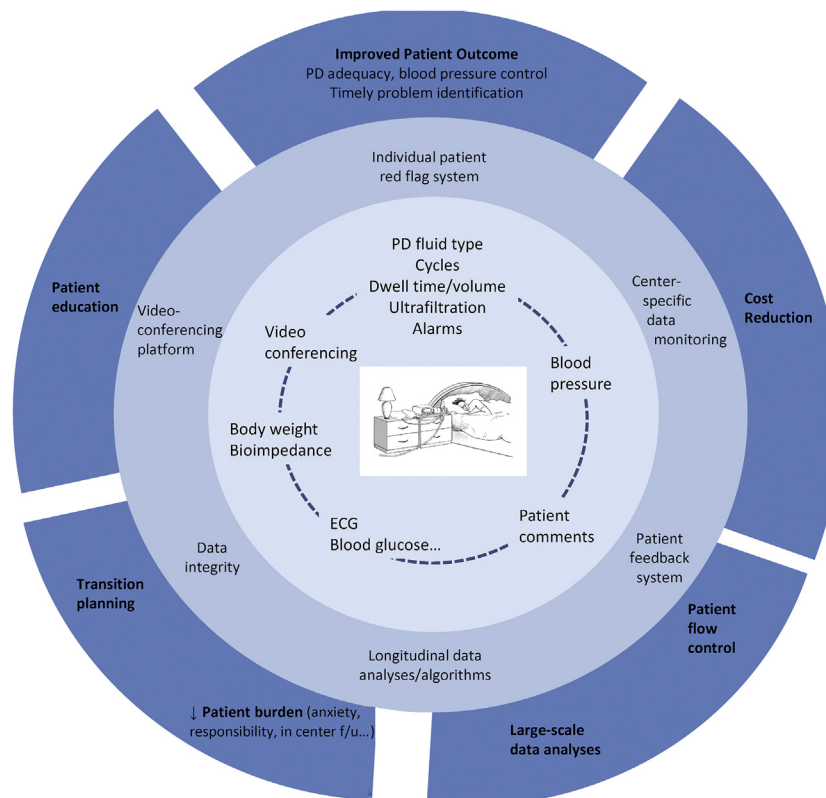 Improved Patient Outcome
PD adequacy, blood pressure control
Timely problem identification
Individual patient
red flag system
PD fluid type
Cycles
Dwell time/volume
Ultrafiltration
Alarms
Patient
education
Video-
conferencing
platform
Video
conferencing
Center-
specific
data
monitoring
Cost
Reduction
Blood
pressure
Body weight
Bioimpedance
ECG
Blood glucose...
Patient
comments
Data
integrity
Patient
feedback
system
Transition
planning
Patient
flow
control
Longitudinal data
analyses/algorithms
↓ Patient burden (anxiety,
responsibility, in center f/u...)
Large-scale
data analyses